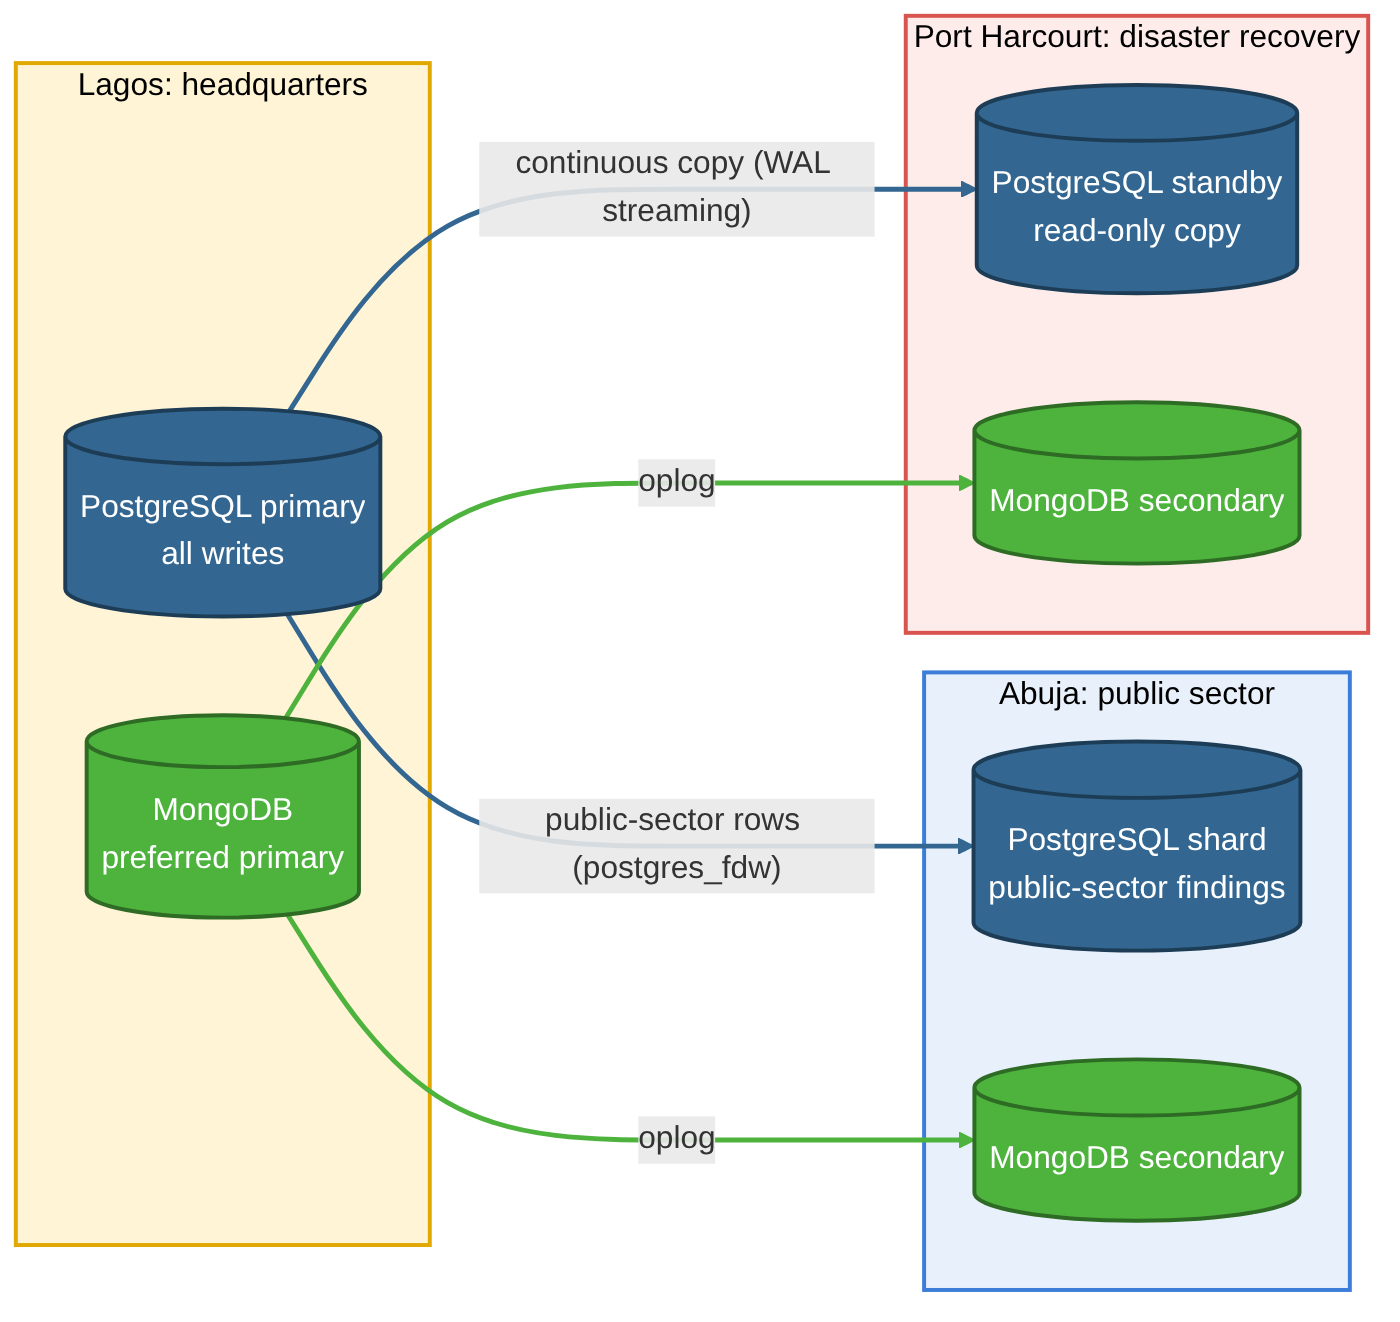 Lagos: headquarters
PostgreSQL primary
all writes
MongoDB
preferred primary
continuous copy (WAL
streaming)
oplog
public-sector rows
(postgres_fdw)
oplog
Port Harcourt: disaster recovery
PostgreSQL standby
read-only copy
MongoDB secondary
Abuja: public sector
PostgreSQL shard
public-sector findings
MongoDB secondary